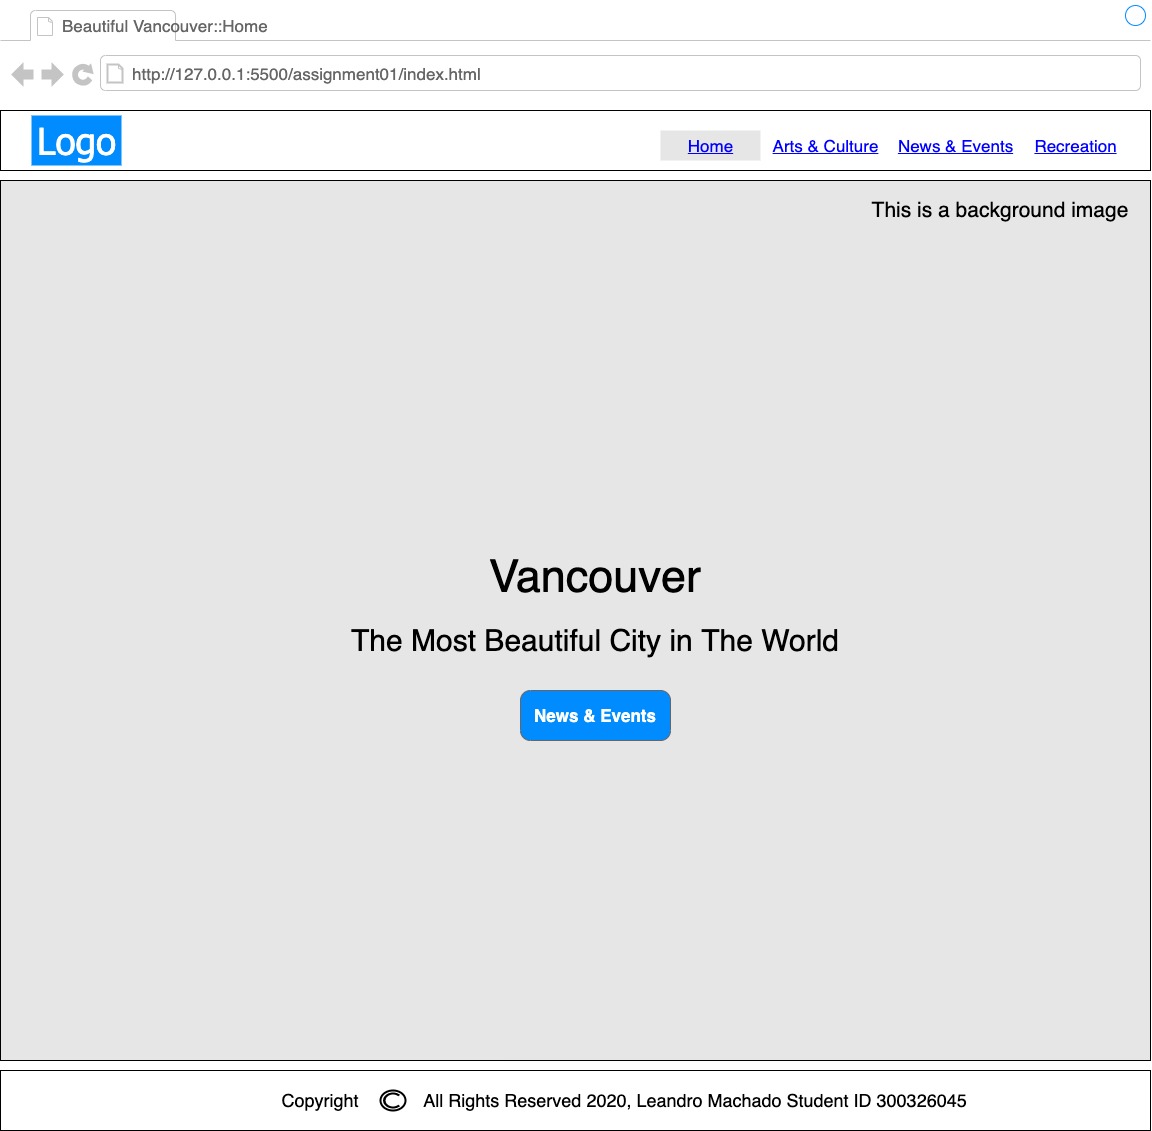 Beautiful Vancouver::Home
http://127.0.0.1:5500/assignment01/index.html
Logo
Home Arts & Culture News & Events Recreation
This is a background image
Vancouver
The Most Beautiful City in The World
News & Events
Copyright © All Rights Reserved 2020, Leandro Machado Student ID 300326045